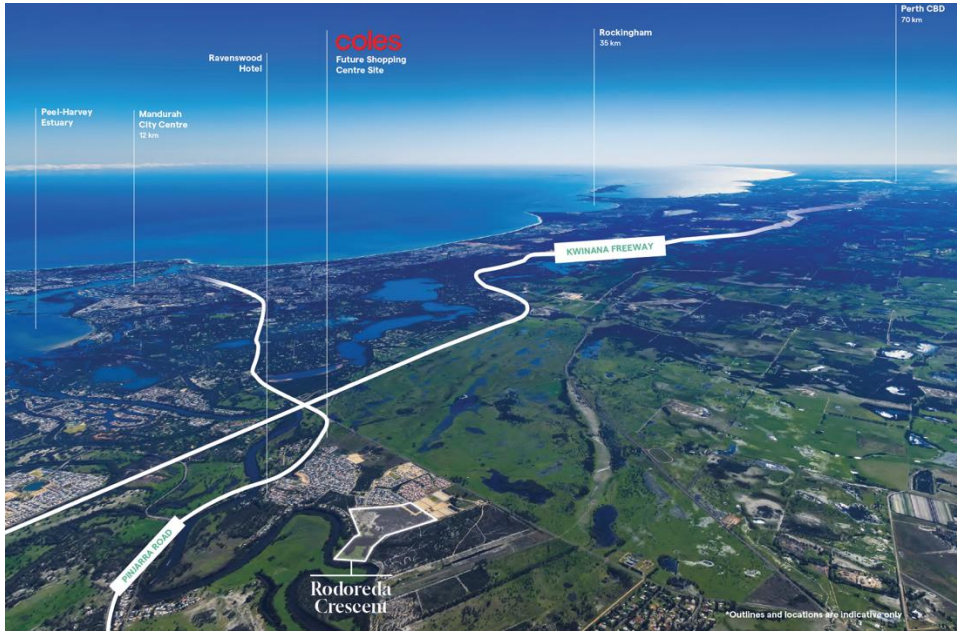 Perth CBD
70 km
coles
Future Shopping
Centre Site
Rockingham
35 km
Ravenswood
Hotel
Peel-Harvey
Estuary
Mandurah
City Centre
12 km
KWINANA FREEWAY
PINJARRA ROAD
Rodoreda
Crescent
*Outlines and locations are indicative only